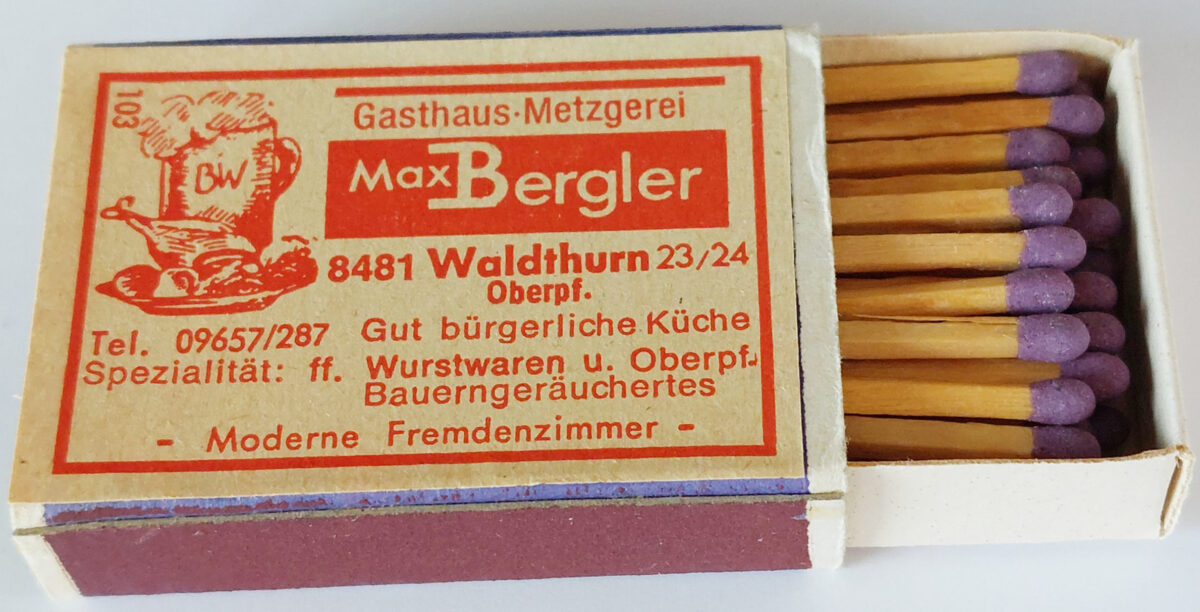 103
BW
Gasthaus·Metzgerei
Max Bergler
8481 Waldthurn 23/24
Oberpf.
Tel. 09657/287 Gut bürgerliche Küche
Spezialität: ff. Wurstwaren u. Oberpf.
Bauerngeräuchertes
- Moderne Fremdenzimmer -